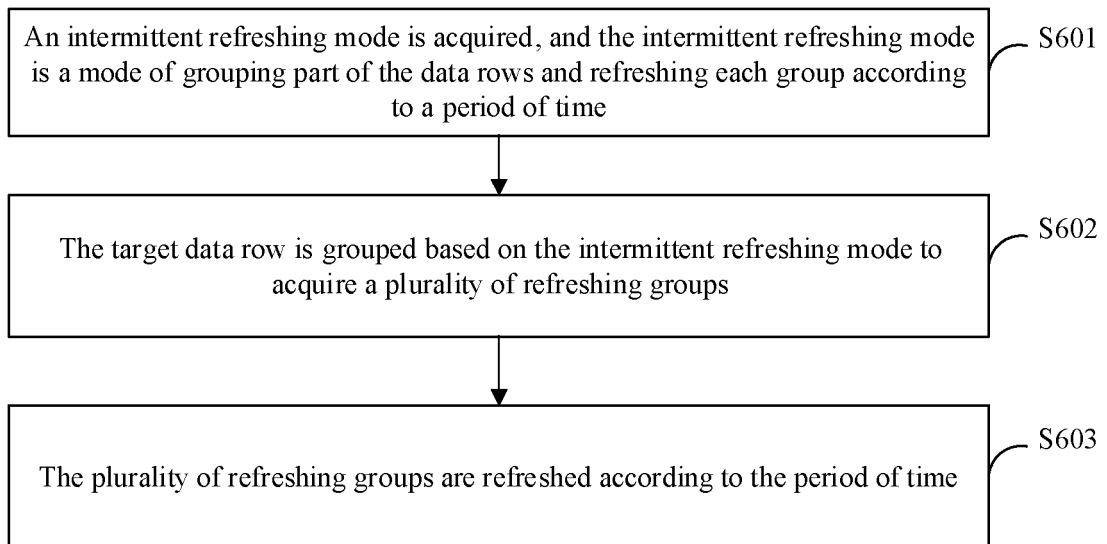 An intermittent refreshing mode is acquired, and the intermittent refreshing mode
is a mode of grouping part of the data rows and refreshing each group according
to a period of time
S601
The target data row is grouped based on the intermittent refreshing mode to
acquire a plurality of refreshing groups
S602
The plurality of refreshing groups are refreshed according to the period of time
S603